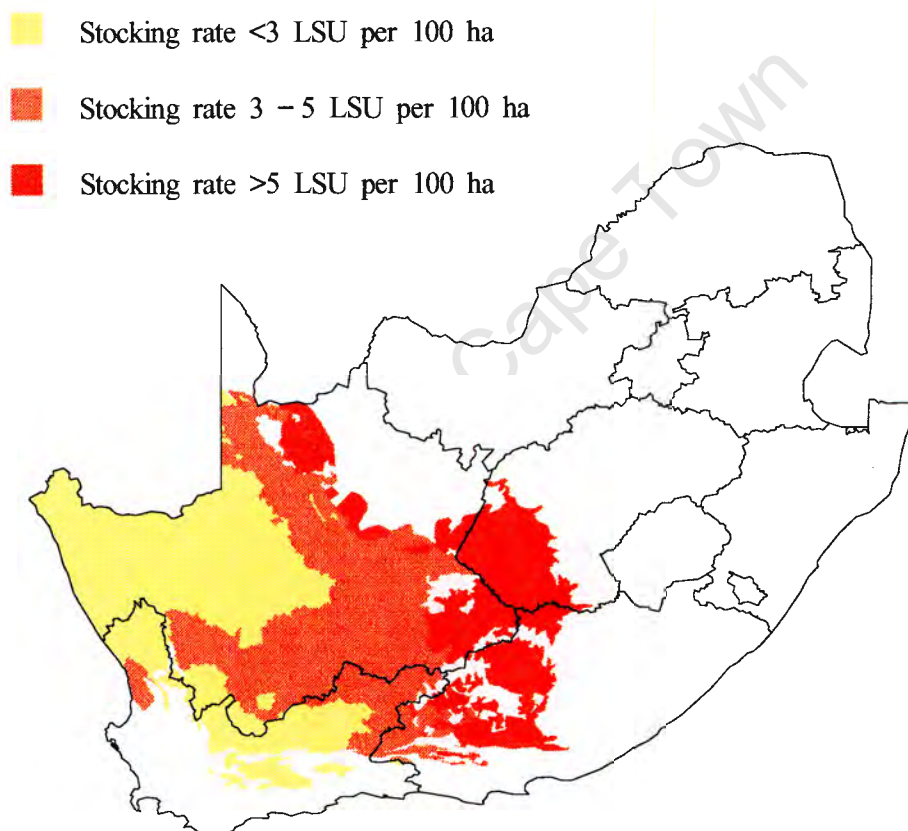 Stocking rate <3 LSU per 100 ha
Stocking rate 3 – 5 LSU per 100 ha
Stocking rate >5 LSU per 100 ha
Cape Town